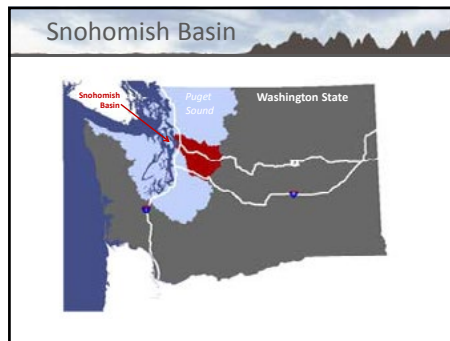 Snohomish Basin
Puget
Sound
Washington State
Snohomish
Basin